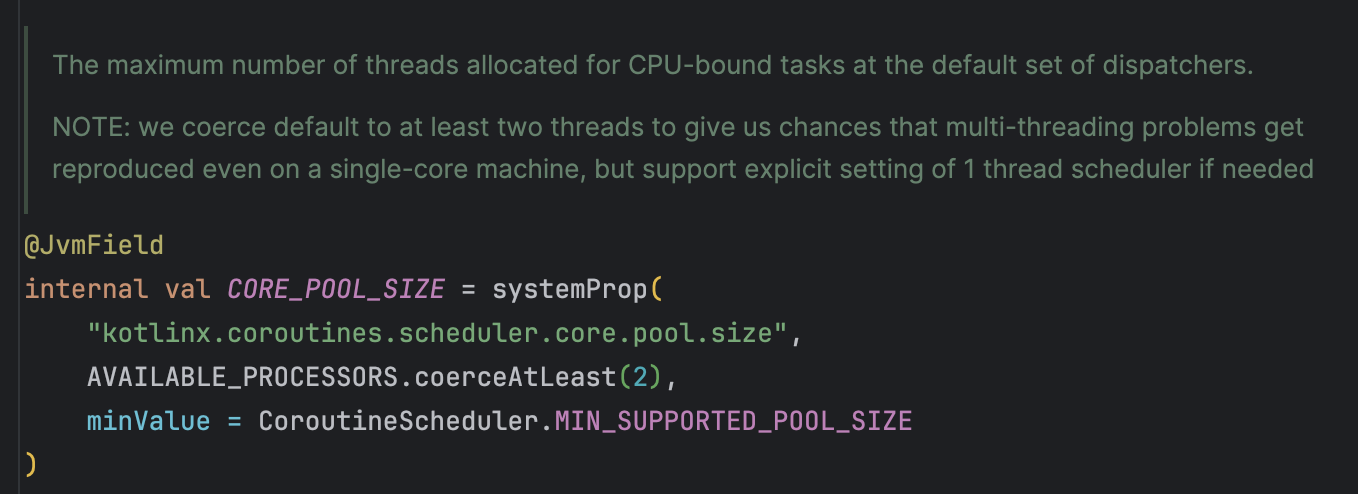 The maximum number of threads allocated for CPU-bound tasks at the default set of dispatchers.
NOTE: we coerce default to at least two threads to give us chances that multi-threading problems get
reproduced even on a single-core machine, but support explicit setting of 1 thread scheduler if needed
@JvmField
internal val CORE_POOL_SIZE = systemProp(
    "kotlinx.coroutines.scheduler.core.pool.size",
    AVAILABLE_PROCESSORS.coerceAtLeast(2),
    minValue = CoroutineScheduler.MIN_SUPPORTED_POOL_SIZE
)